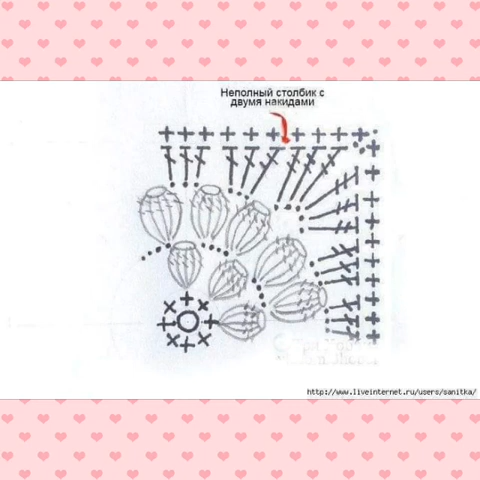 Неполный столбик с
двумя накидами
http://www.liveinternet.ru/users/sanitka/